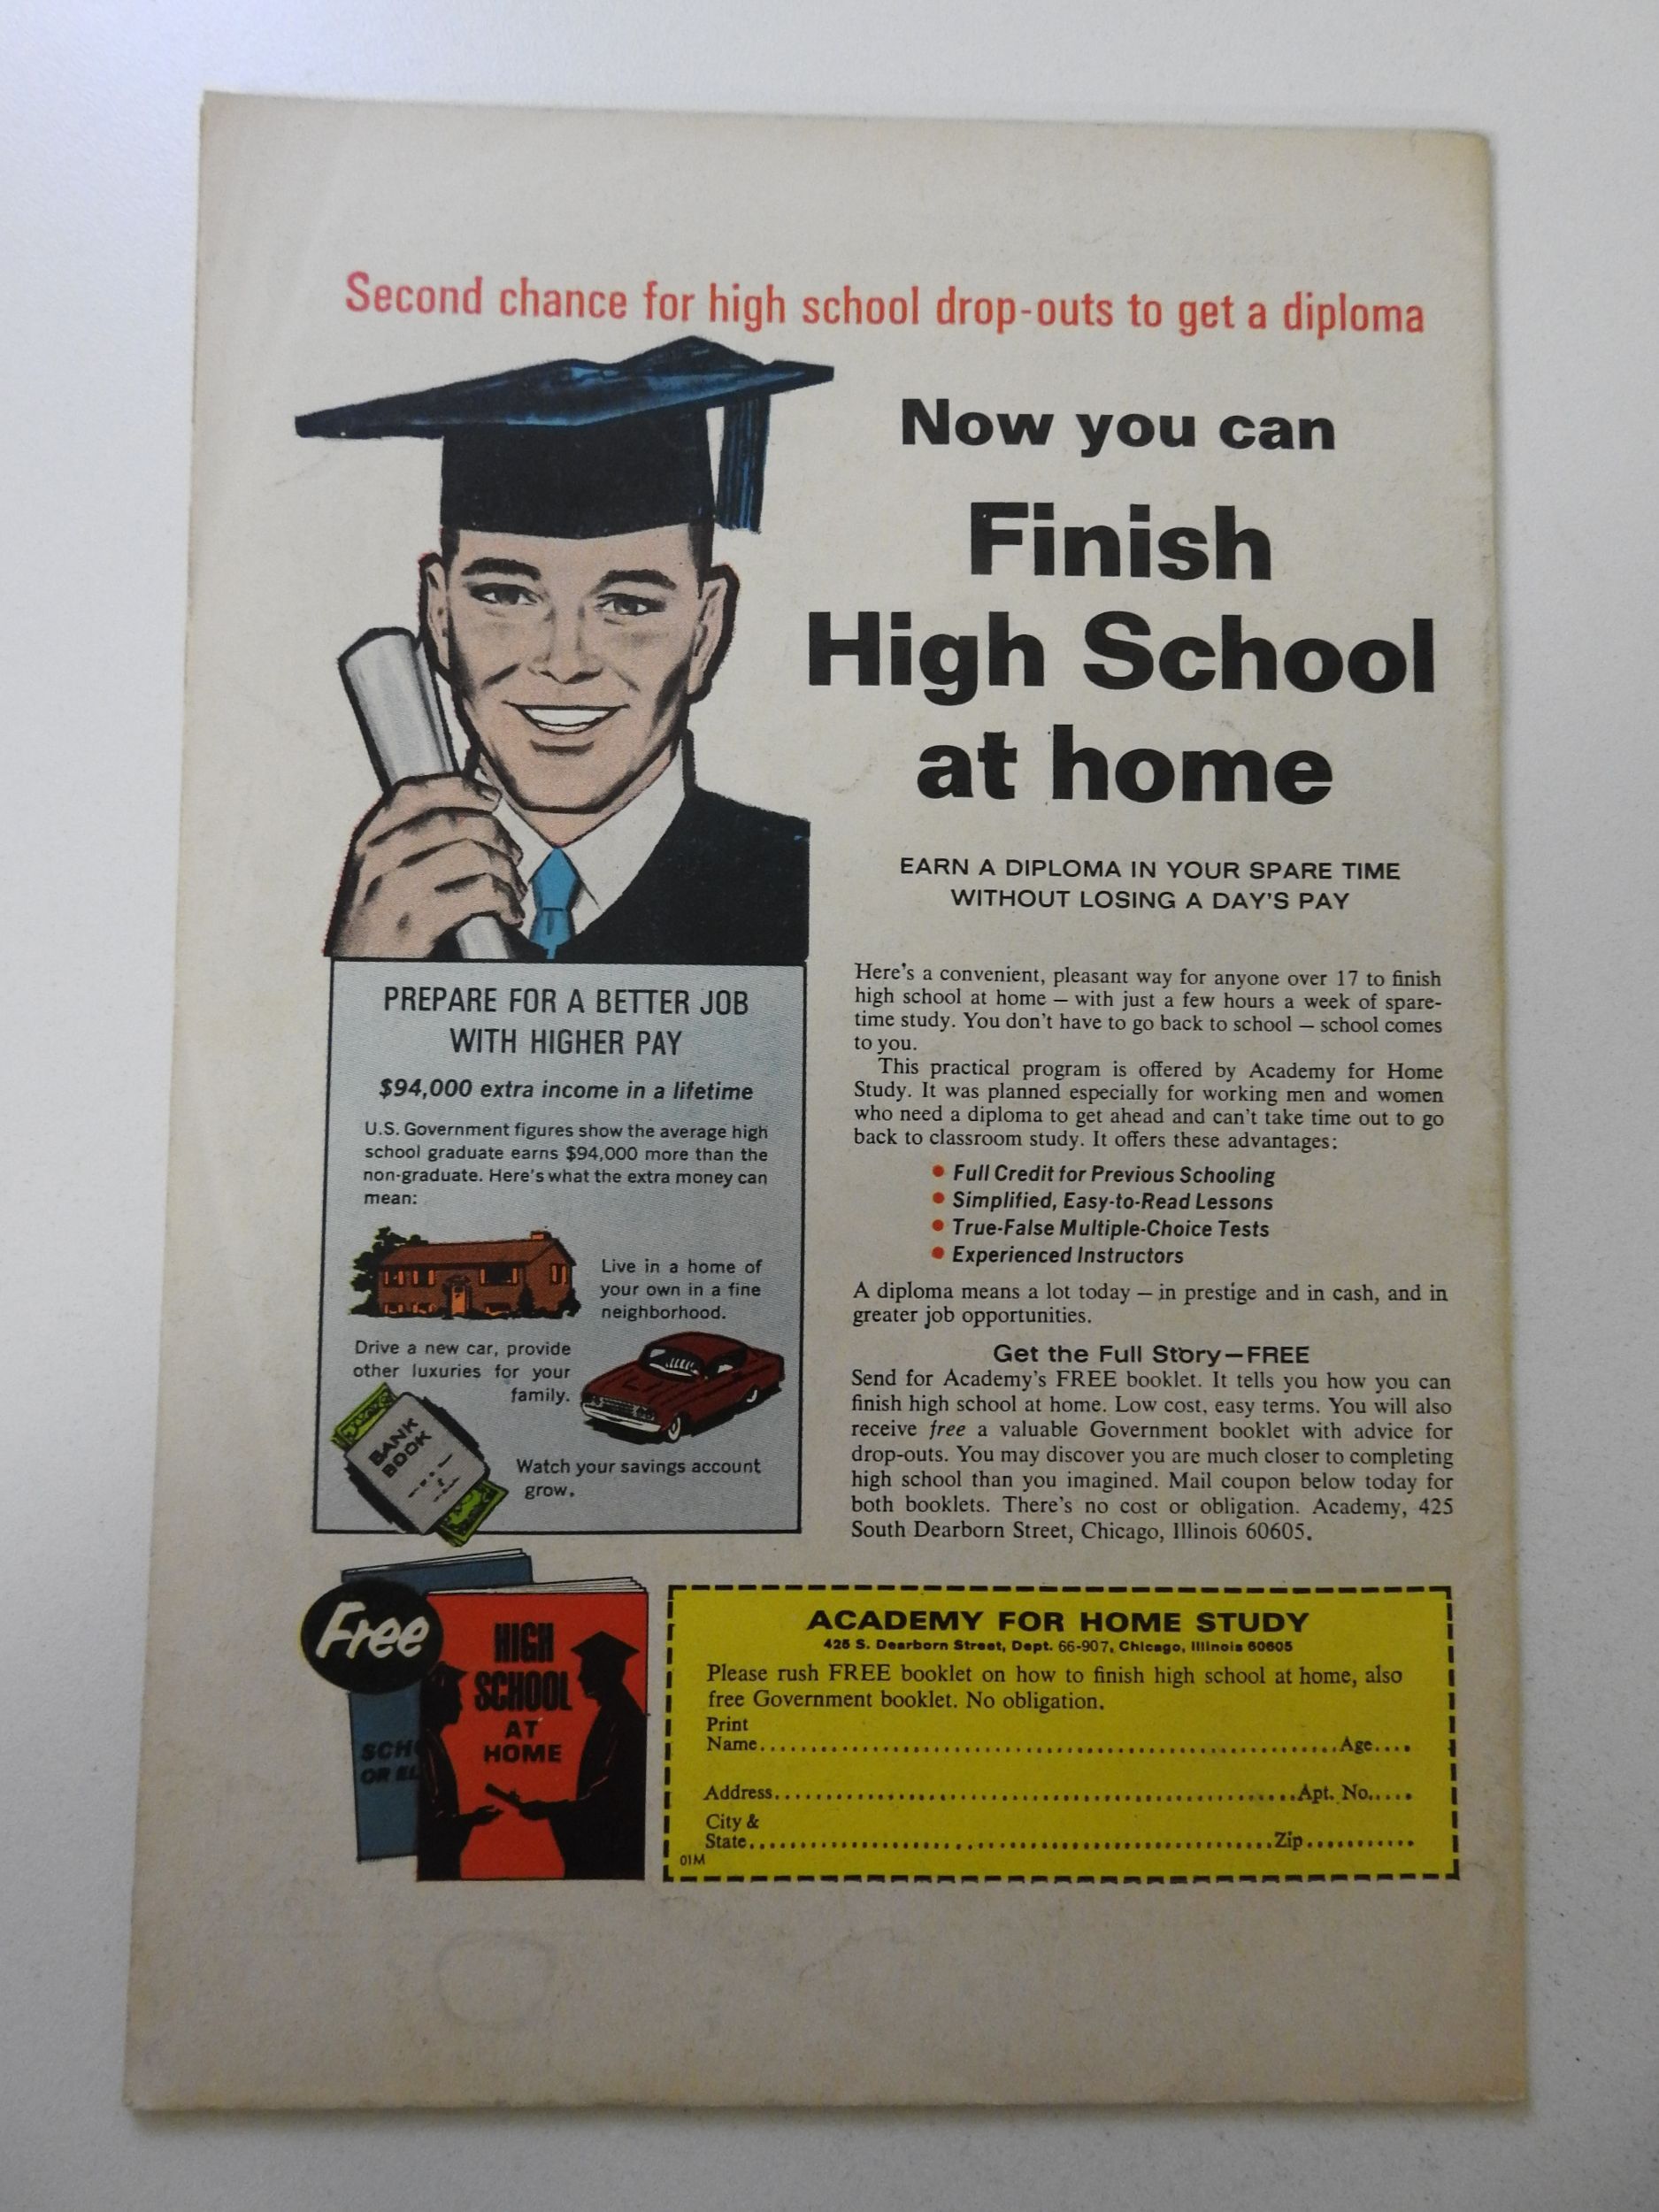 Second chance for high school drop-outs to get a diploma
Now you can
Finish
High School
at home
EARN A DIPLOMA IN YOUR SPARE TIME
WITHOUT LOSING A DAY'S PAY
PREPARE FOR A BETTER JOB
WITH HIGHER PAY
$94,000 extra income in a lifetime
U.S. Government figures show the average high
school graduate earns $94,000 more than the
non-graduate. Here's what the extra money can
mean:
Live in a home of
your own in a fine
neighborhood.
Drive a new car, provide
other luxuries for your
family.
BANK
BOOK
Watch your savings account
grow.
Here's a convenient, pleasant way for anyone over 17 to finish
high school at home — with just a few hours a week of spare-
time study. You don't have to go back to school — school comes
to you.
This practical program is offered by Academy for Home
Study. It was planned especially for working men and women
who need a diploma to get ahead and can't take time out to go
back to classroom study. It offers these advantages:
• Full Credit for Previous Schooling
• Simplified, Easy-to-Read Lessons
• True-False Multiple-Choice Tests
• Experienced Instructors
A diploma means a lot today — in prestige and in cash, and in
greater job opportunities.
Get the Full Story—FREE
Send for Academy's FREE booklet. It tells you how you can
finish high school at home. Low cost, easy terms. You will also
receive free a valuable Government booklet with advice for
drop-outs. You may discover you are much closer to completing
high school than you imagined. Mail coupon below today for
both booklets. There's no cost or obligation. Academy, 425
South Dearborn Street, Chicago, Illinois 60605.
Free
SCH
OR EL
HIGH
SCHOOL
AT
HOME
ACADEMY FOR HOME STUDY
425 S. Dearborn Street, Dept. 66-907, Chicago, Illinois 60605
Please rush FREE booklet on how to finish high school at home, also
free Government booklet. No obligation.
Print
Name.......... Age....
Address.......... Apt. No.....
City &
State.......... Zip..........
01M